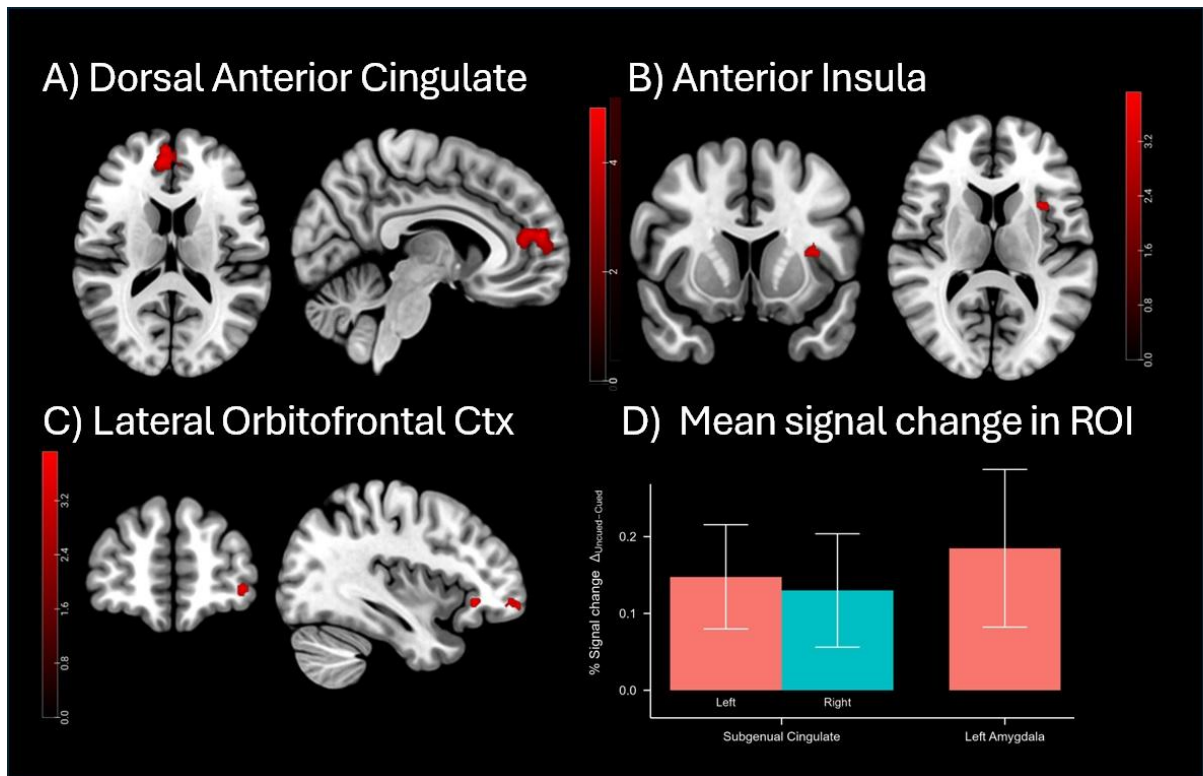 A) Dorsal Anterior Cingulate
4
2
0
B) Anterior Insula
3.2
2.4
1.6
0.8
0.0
C) Lateral Orbitofrontal Ctx
3.2
2.4
1.6
0.8
0.0
D) Mean signal change in ROI
% Signal change ΔUncued-Cued
0.2
0.1
0.0
Left
Right
Subgenual Cingulate
Left Amygdala